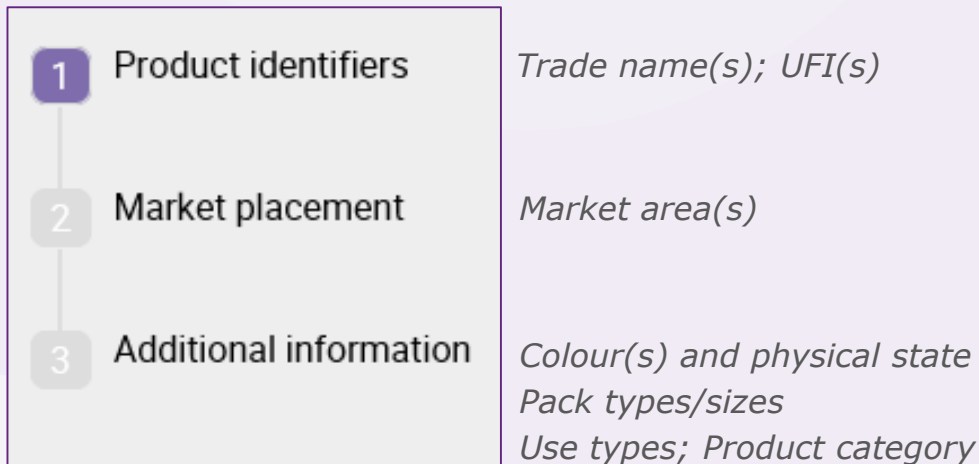 1 Product identifiers Trade name(s); UFI(s)
2 Market placement Market area(s)
3 Additional information Colour(s) and physical state
Pack types/sizes
Use types; Product category